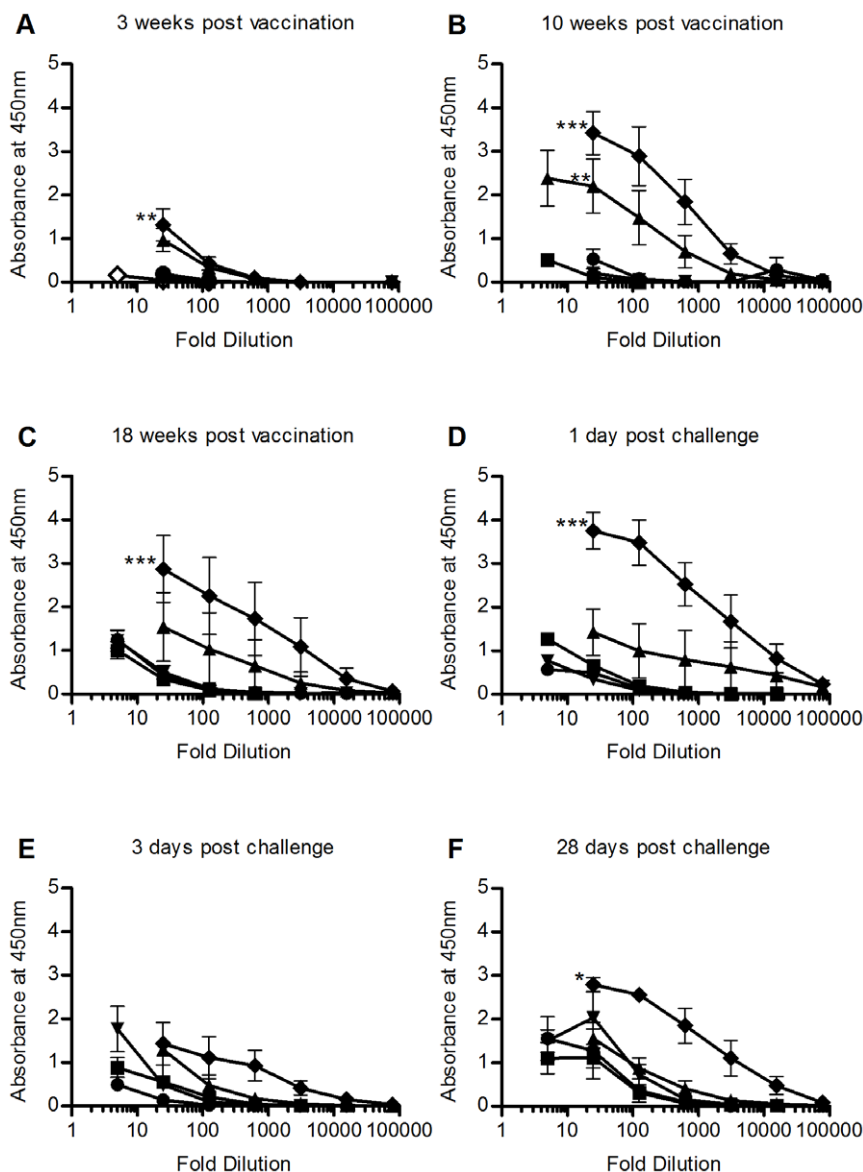 A 3 weeks post vaccination
Absorbance at 450nm
5
4
3
2
1
0
**
1 10 100 1000 10000 100000
Fold Dilution
B 10 weeks post vaccination
Absorbance at 450nm
5
4
3
2
1
0
***
**
1 10 100 1000 10000 100000
Fold Dilution
C 18 weeks post vaccination
Absorbance at 450nm
5
4
3
2
1
0
***
1 10 100 1000 10000 100000
Fold Dilution
D 1 day post challenge
Absorbance at 450nm
5
4
3
2
1
0
***
1 10 100 1000 10000 100000
Fold Dilution
E 3 days post challenge
Absorbance at 450nm
5
4
3
2
1
0
1 10 100 1000 10000 100000
Fold Dilution
F 28 days post challenge
Absorbance at 450nm
5
4
3
2
1
0
*
1 10 100 1000 10000 100000
Fold Dilution